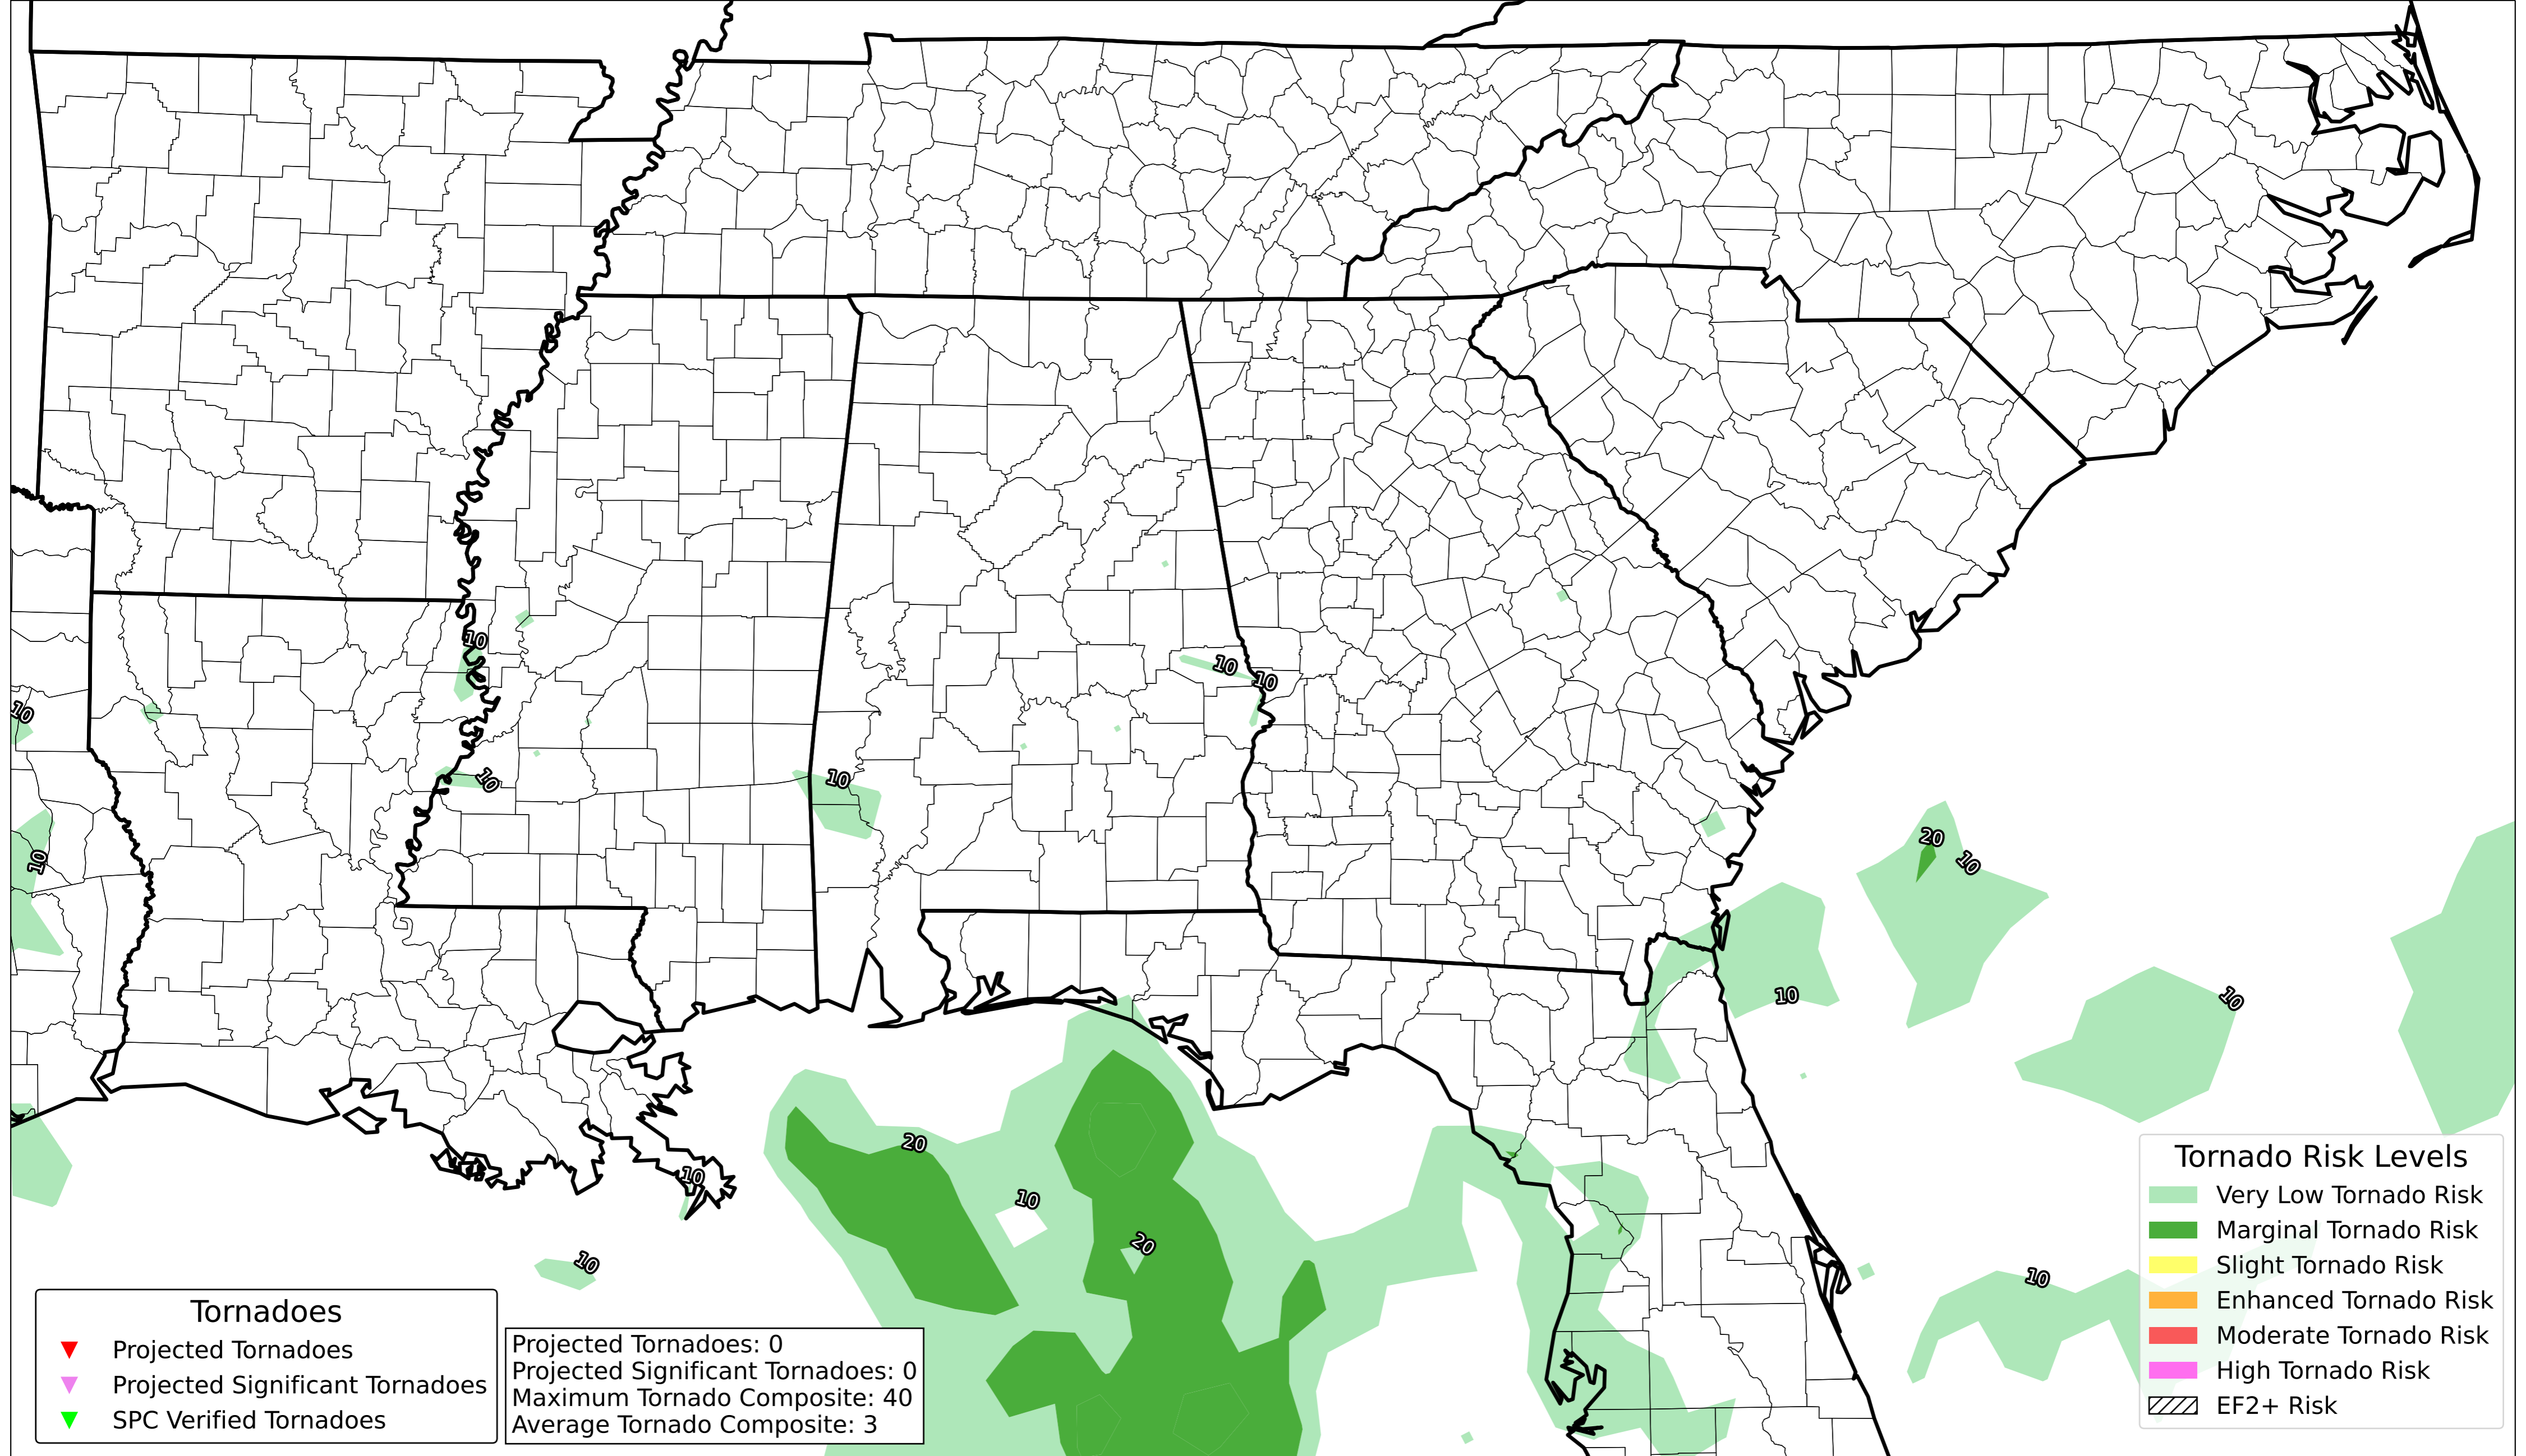 10
10
10
10
10
10
10
20
10
10
10
20
10
10
10
20
10
10
Tornado Risk Levels
Very Low Tornado Risk
Marginal Tornado Risk
Slight Tornado Risk
Enhanced Tornado Risk
Moderate Tornado Risk
High Tornado Risk
EF2+ Risk
Tornadoes
Projected Tornadoes
Projected Significant Tornadoes
SPC Verified Tornadoes
Projected Tornadoes: 0
Projected Significant Tornadoes: 0
Maximum Tornado Composite: 40
Average Tornado Composite: 3